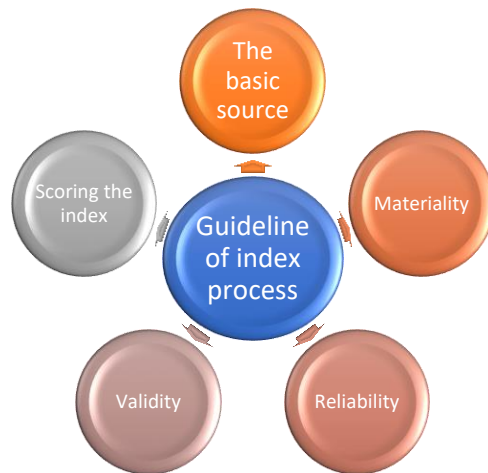 The
basic
source
Scoring the
index
Materiality
Guideline
of index
process
Validity
Reliability